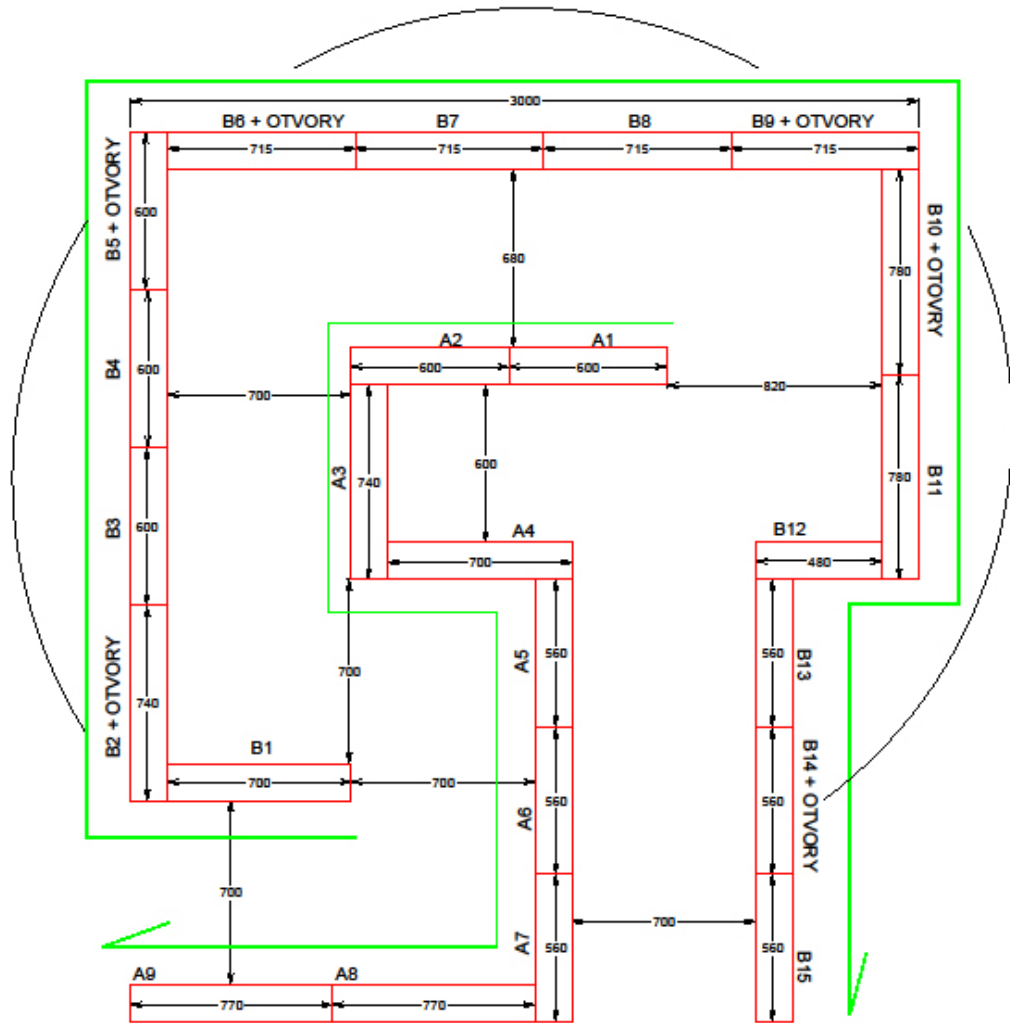 3000
B6 + OTVORY B7 B8 B9 + OTVORY
715 715 715 715
B5 + OTVORY
600
680
780
B10 + OTOVRY
A2 A1
600 600
B4
600
700
820
A3
740
600
780
B11
B3
600
A4
700
B12
480
B2 + OTVORY
740
700
A5
560
560
B13
B1
700
700
A6
560
560
B14 + OTVORY
700
A7
560
700
560
B15
A9 A8
770 770